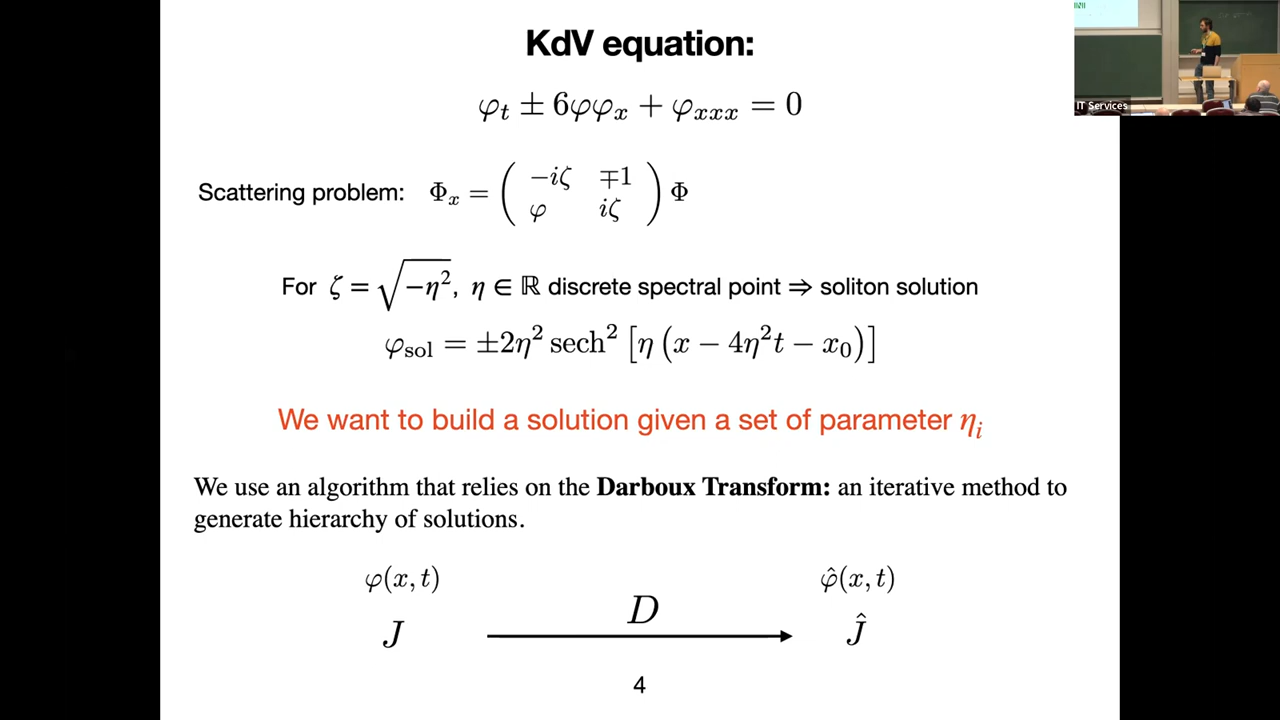 KdV equation:
φ_t ± 6φφ_x + φ_xxx = 0
Scattering problem: Φ_x = ( −iζ ∓1 ; φ iζ ) Φ
For ζ = √(−η²), η ∈ ℝ discrete spectral point ⇒ soliton solution
φ_sol = ±2η² sech² [η (x − 4η²t − x₀)]
We want to build a solution given a set of parameter η_i
We use an algorithm that relies on the Darboux Transform: an iterative method to
generate hierarchy of solutions.
φ(x, t) φ̂(x, t)
D
J Ĵ
4
IT Services